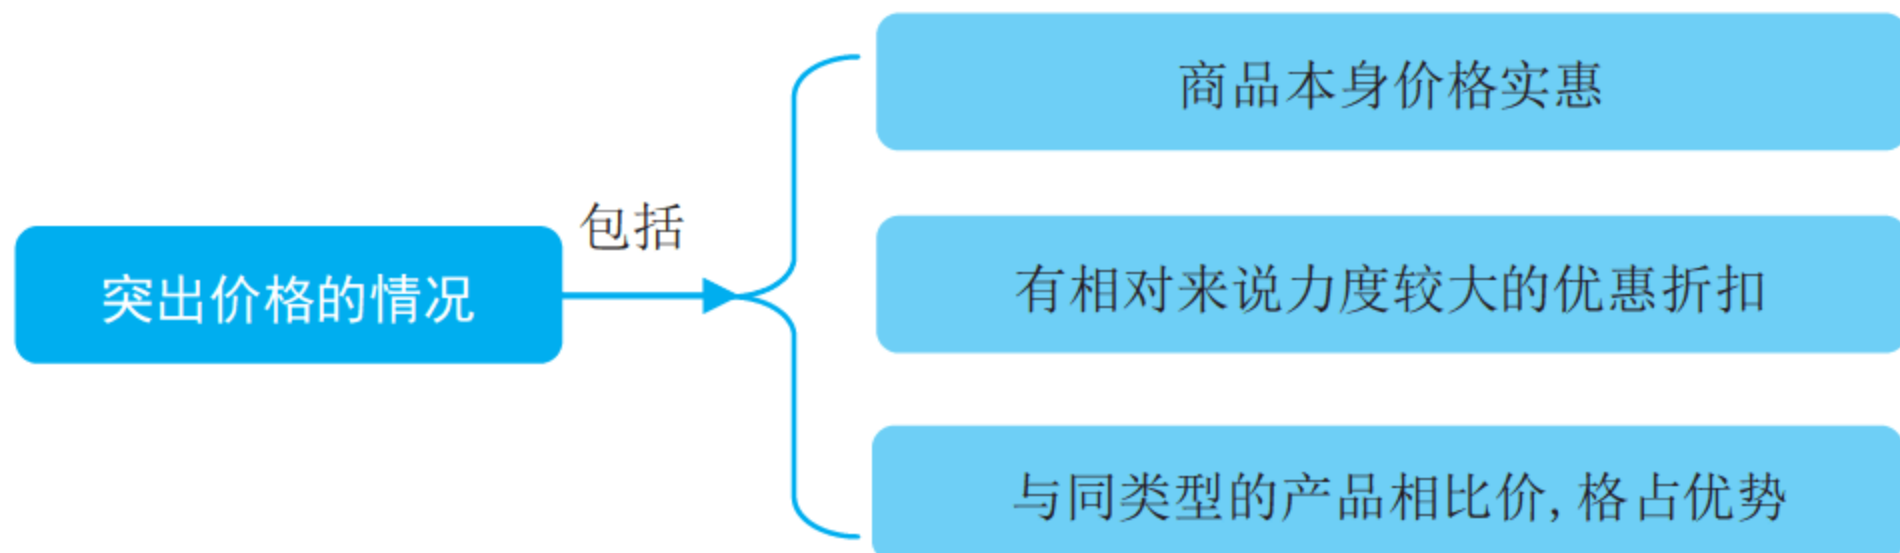 商品本身价格实惠
包括
突出价格的情况
有相对来说力度较大的优惠折扣
与同类型的产品相比价,格占优势